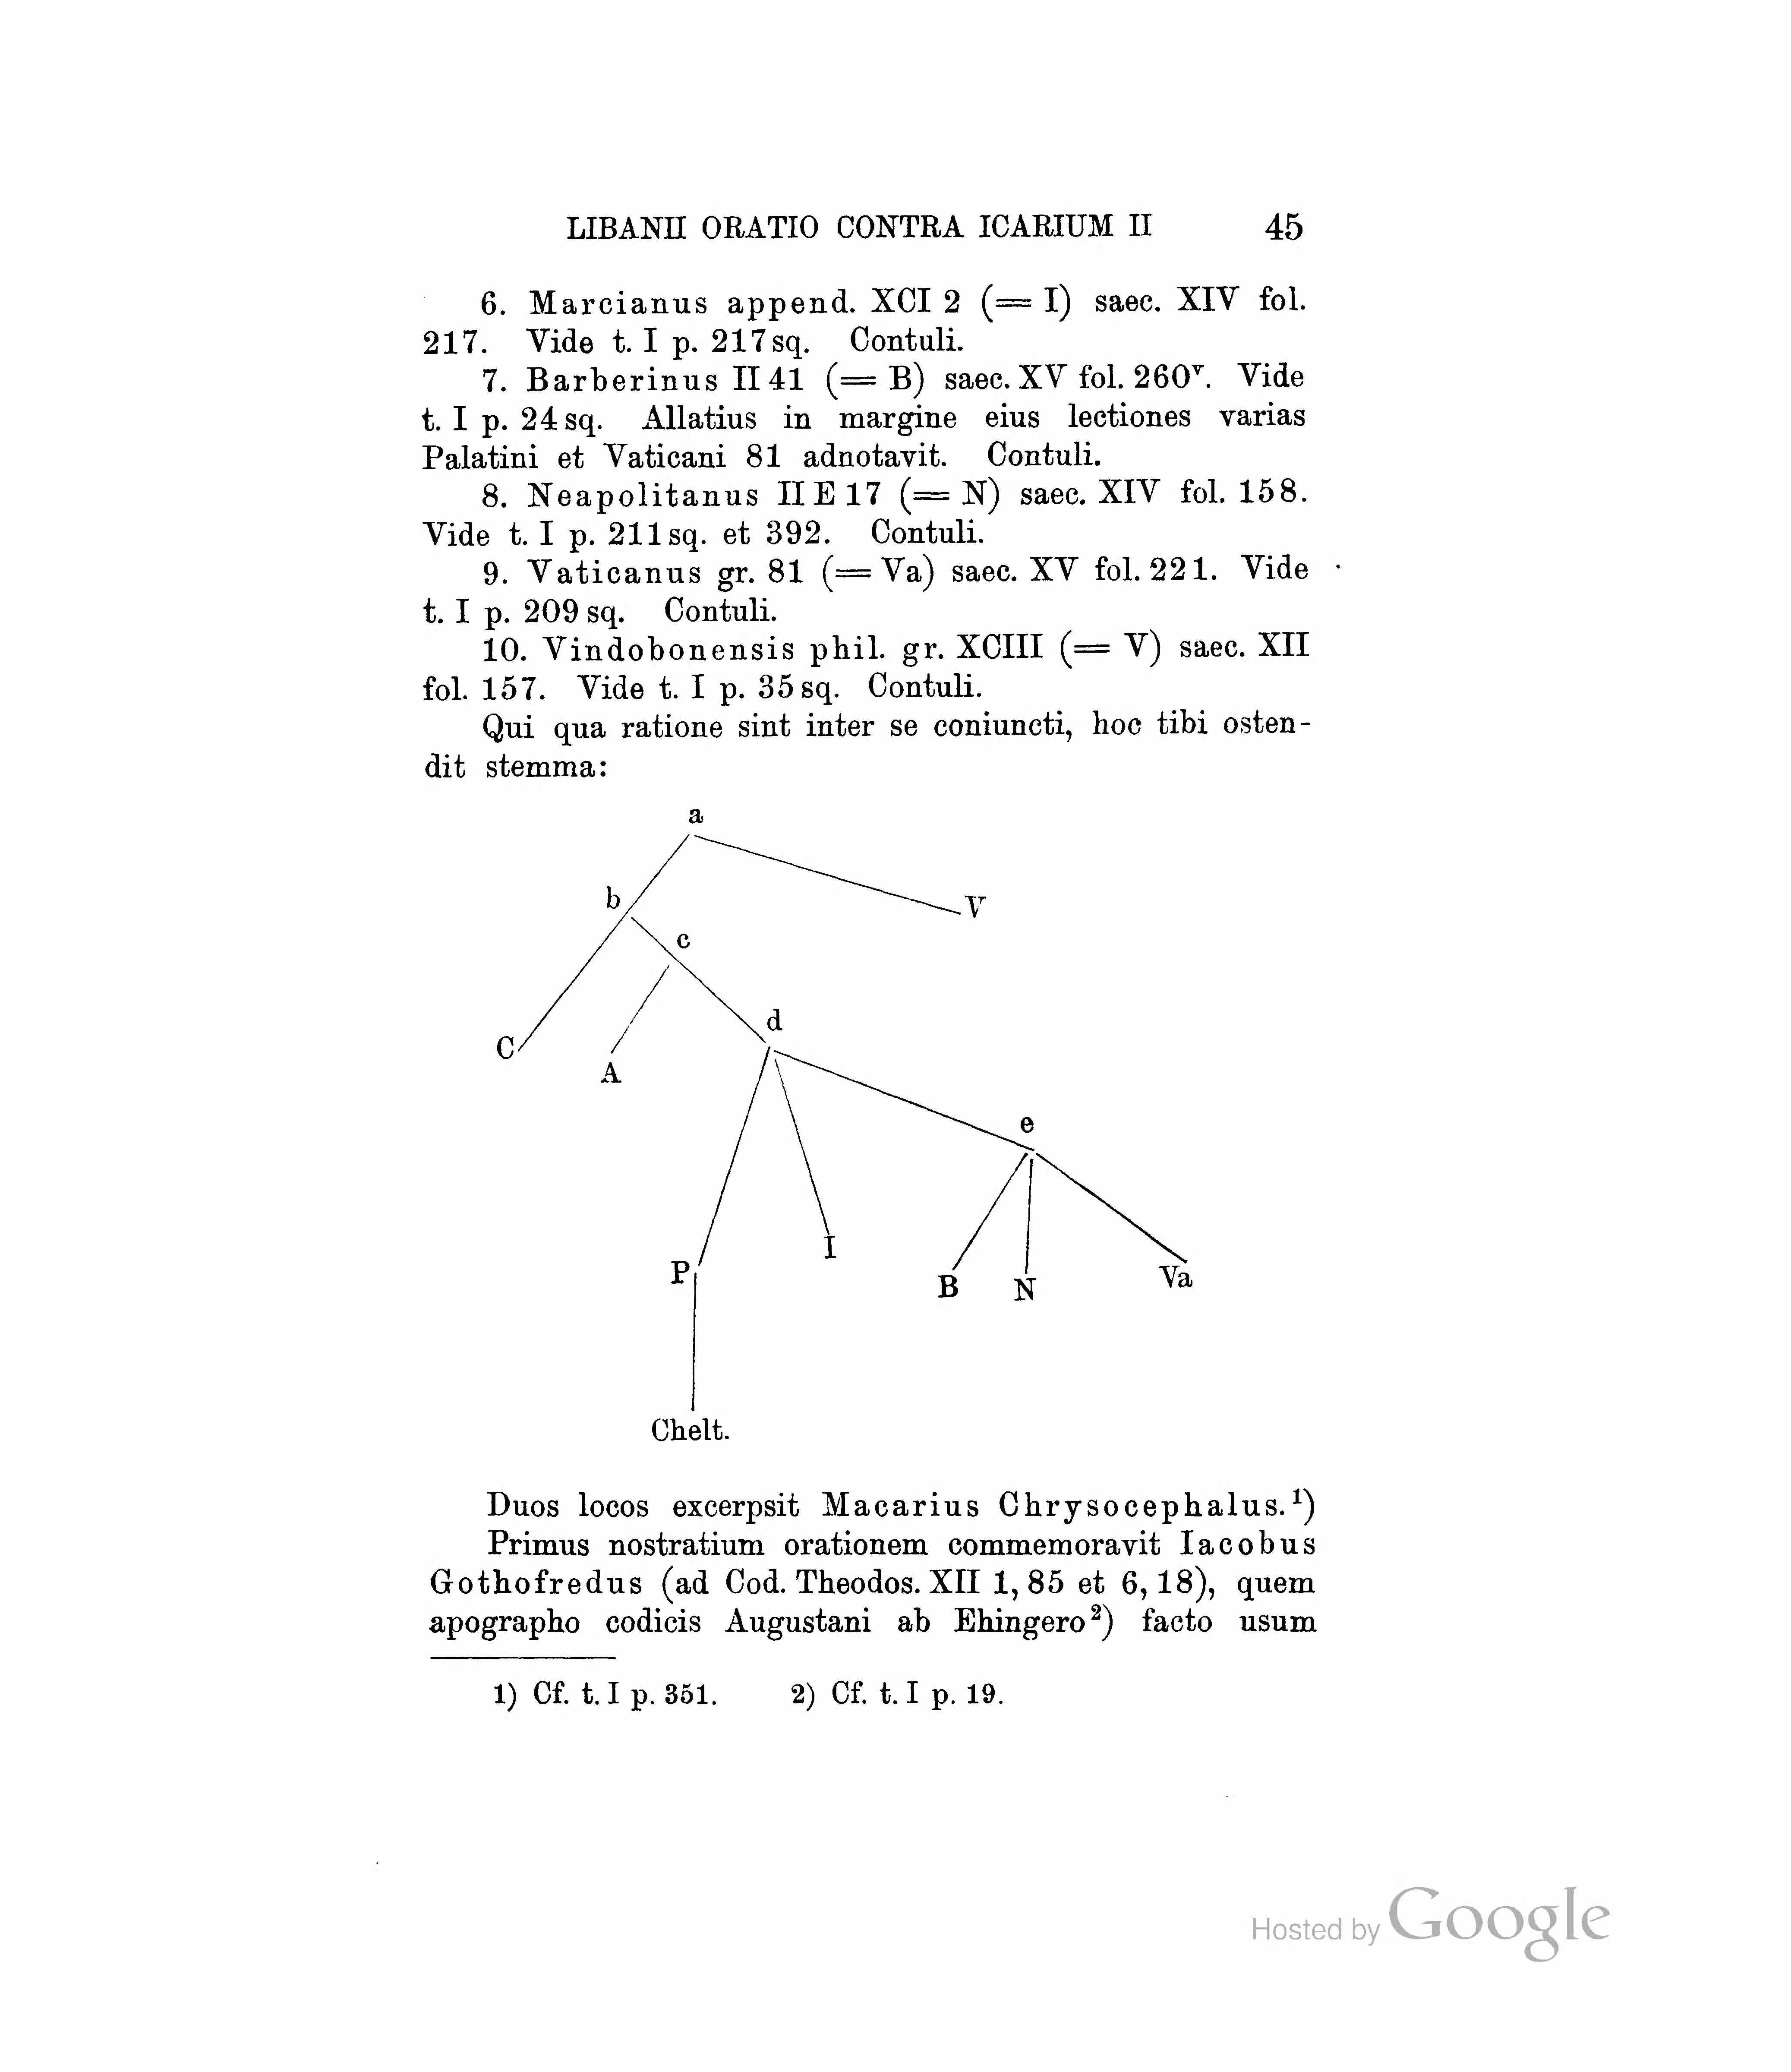 LIBANII ORATIO CONTRA ICARIUM II 45
6. Marcianus append. XCI 2 (= I) saec. XIV fol.
217. Vide t. I p. 217 sq. Contuli.
7. Barberinus II 41 (= B) saec. XV fol. 260ᵛ. Vide
t. I p. 24 sq. Allatius in margine eius lectiones varias
Palatini et Vaticani 81 adnotavit. Contuli.
8. Neapolitanus II E 17 (= N) saec. XIV fol. 158.
Vide t. I p. 211 sq. et 392. Contuli.
9. Vaticanus gr. 81 (= Va) saec. XV fol. 221. Vide
t. I p. 209 sq. Contuli.
10. Vindobonensis phil. gr. XCIII (= V) saec. XII
fol. 157. Vide t. I p. 35 sq. Contuli.
Qui qua ratione sint inter se coniuncti, hoc tibi osten-
dit stemma:
a
b
V
c
d
C
A
e
I
P
B N Va
Chelt.
Duos locos excerpsit Macarius Chrysocephalus.¹)
Primus nostratium orationem commemoravit Iacobus
Gothofredus (ad Cod. Theodos. XII 1, 85 et 6, 18), quem
apographo codicis Augustani ab Ehingero²) facto usum
1) Cf. t. I p. 351. 2) Cf. t. I p. 19.
Hosted by Google